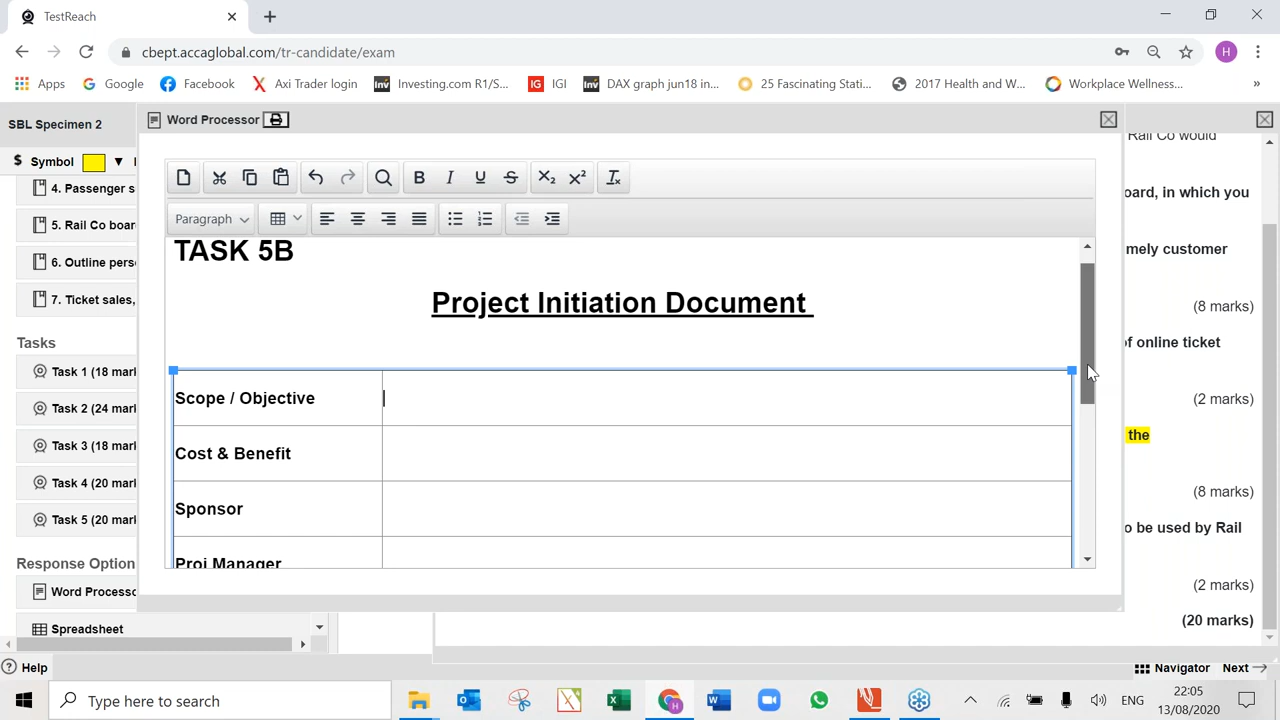 TestReach
cbept.accaglobal.com/tr-candidate/exam
H
Apps
Google
Facebook
Axi Trader login
Investing.com R1/S...
IGI
DAX graph jun18 in...
25 Fascinating Stati...
2017 Health and W...
Workplace Wellness...
»
SBL Specimen 2
Word Processor
Rail Co would
$ Symbol
4. Passenger s
5. Rail Co boar
6. Outline pers
7. Ticket sales,
Tasks
Task 1 (18 mar
Task 2 (24 mar
Task 3 (18 mar
Task 4 (20 mar
Task 5 (20 mar
Response Option
Word Processo
Spreadsheet
Help
B I U S X₂ X² Tx
Paragraph
TASK 5B
Project Initiation Document
Scope / Objective
Cost & Benefit
Sponsor
Proj Manager
oard, in which you
mely customer
(8 marks)
of online ticket
(2 marks)
the
(8 marks)
o be used by Rail
(2 marks)
(20 marks)
Navigator
Next
Type here to search
ENG
22:05
13/08/2020